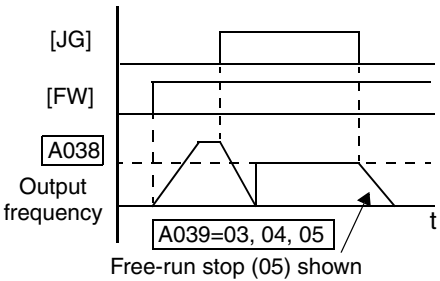 [JG]
[FW]
A038
Output
frequency
t
A039=03, 04, 05
Free-run stop (05) shown